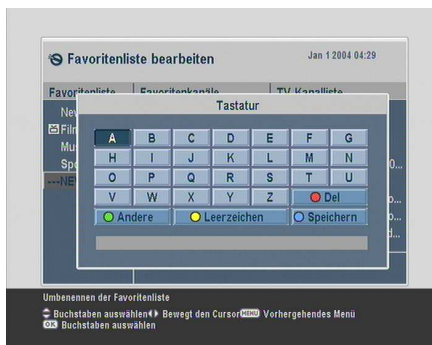 Favoritenliste bearbeiten
Jan 1 2004 04:29
Favoritenliste Favoritenkanäle TV Kanalliste
Tastatur
A B C D E F G
H I J K L M N
O P Q R S T U
V W X Y Z Del
Andere Leerzeichen Speichern
Umbenennen der Favoritenliste
Buchstaben auswählen Bewegt den Cursor MENU Vorhergehendes Menü
OK Buchstaben auswählen